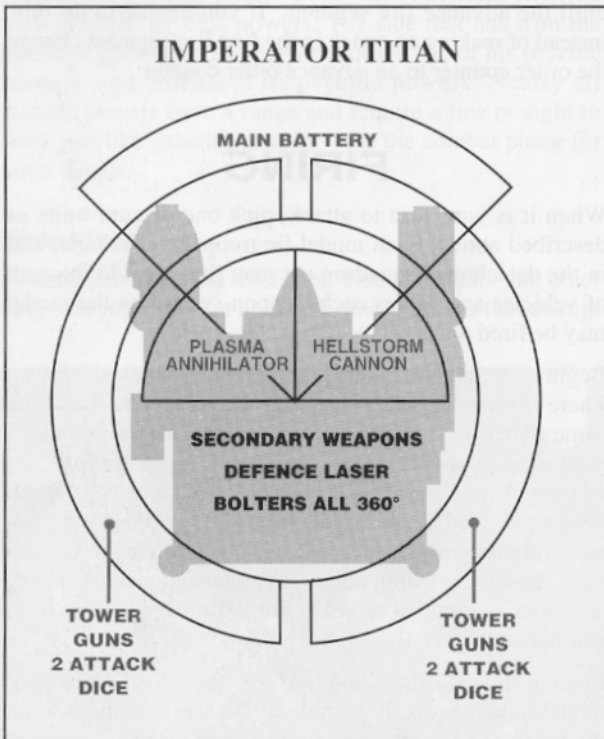 IMPERATOR TITAN
MAIN BATTERY
PLASMA
ANNIHILATOR
HELLSTORM
CANNON
SECONDARY WEAPONS
DEFENCE LASER
BOLTERS ALL 360°
TOWER
GUNS
2 ATTACK
DICE
TOWER
GUNS
2 ATTACK
DICE